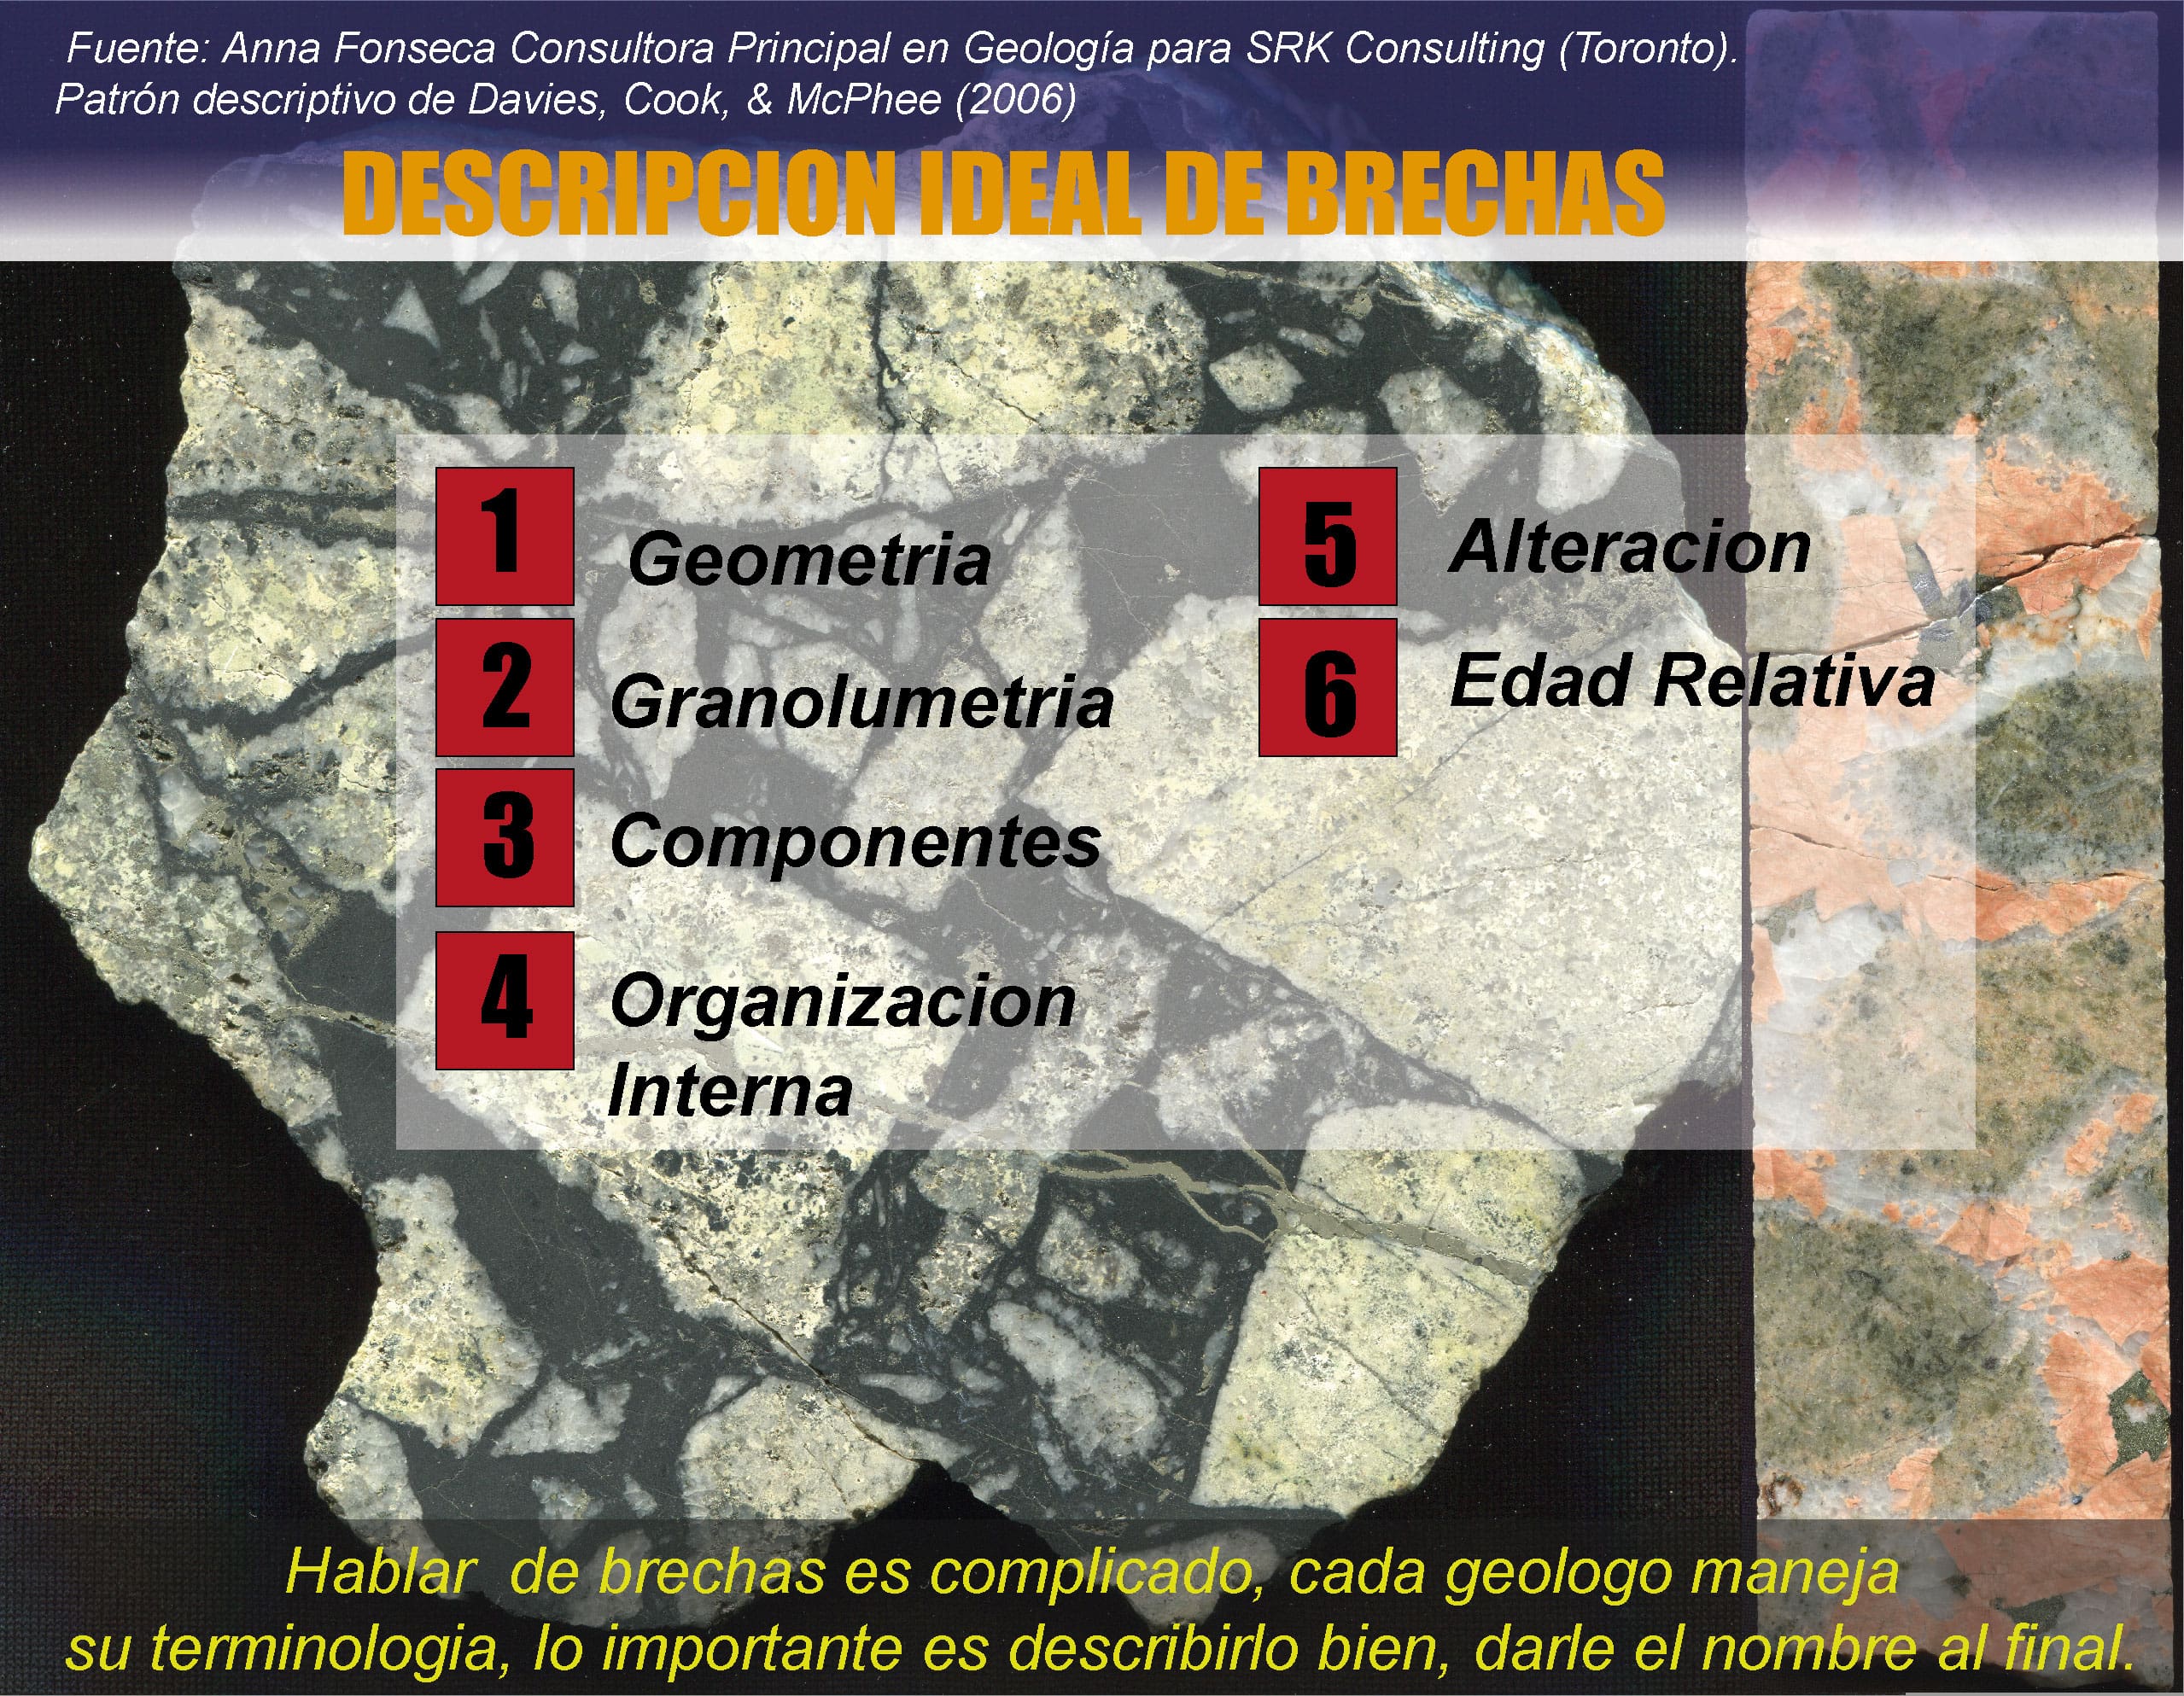 Fuente: Anna Fonseca Consultora Principal en Geología para SRK Consulting (Toronto).
Patrón descriptivo de Davies, Cook, & McPhee (2006)
DESCRIPCION IDEAL DE BRECHAS
1 Geometria
2 Granolumetria
3 Componentes
4 Organizacion
Interna
5 Alteracion
6 Edad Relativa
Hablar de brechas es complicado, cada geologo maneja
su terminologia, lo importante es describirlo bien, darle el nombre al final.